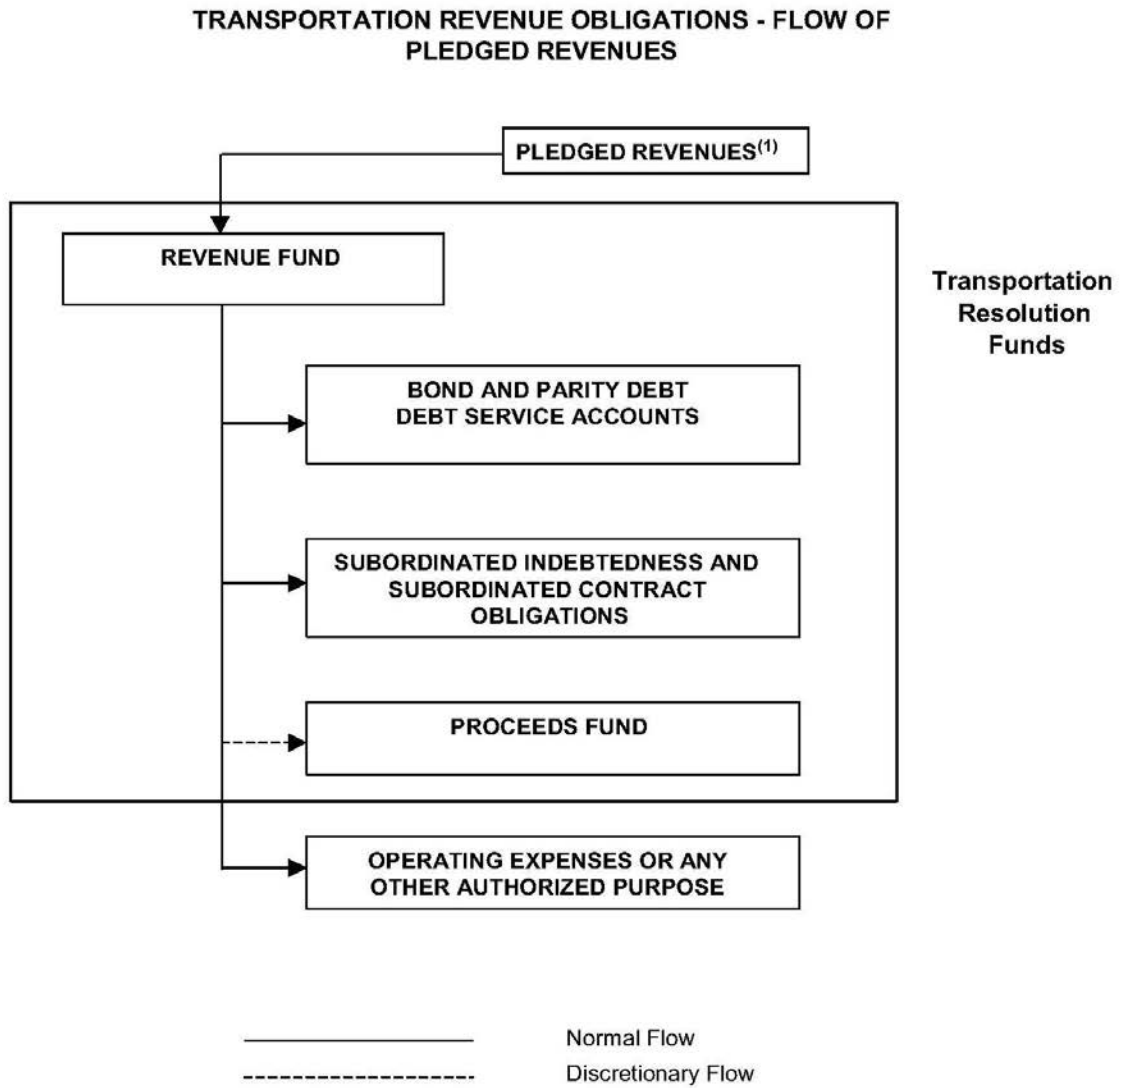 TRANSPORTATION REVENUE OBLIGATIONS - FLOW OF
PLEDGED REVENUES
PLEDGED REVENUES(1)
REVENUE FUND
Transportation
Resolution
Funds
BOND AND PARITY DEBT
DEBT SERVICE ACCOUNTS
SUBORDINATED INDEBTEDNESS AND
SUBORDINATED CONTRACT
OBLIGATIONS
PROCEEDS FUND
OPERATING EXPENSES OR ANY
OTHER AUTHORIZED PURPOSE
Normal Flow
Discretionary Flow